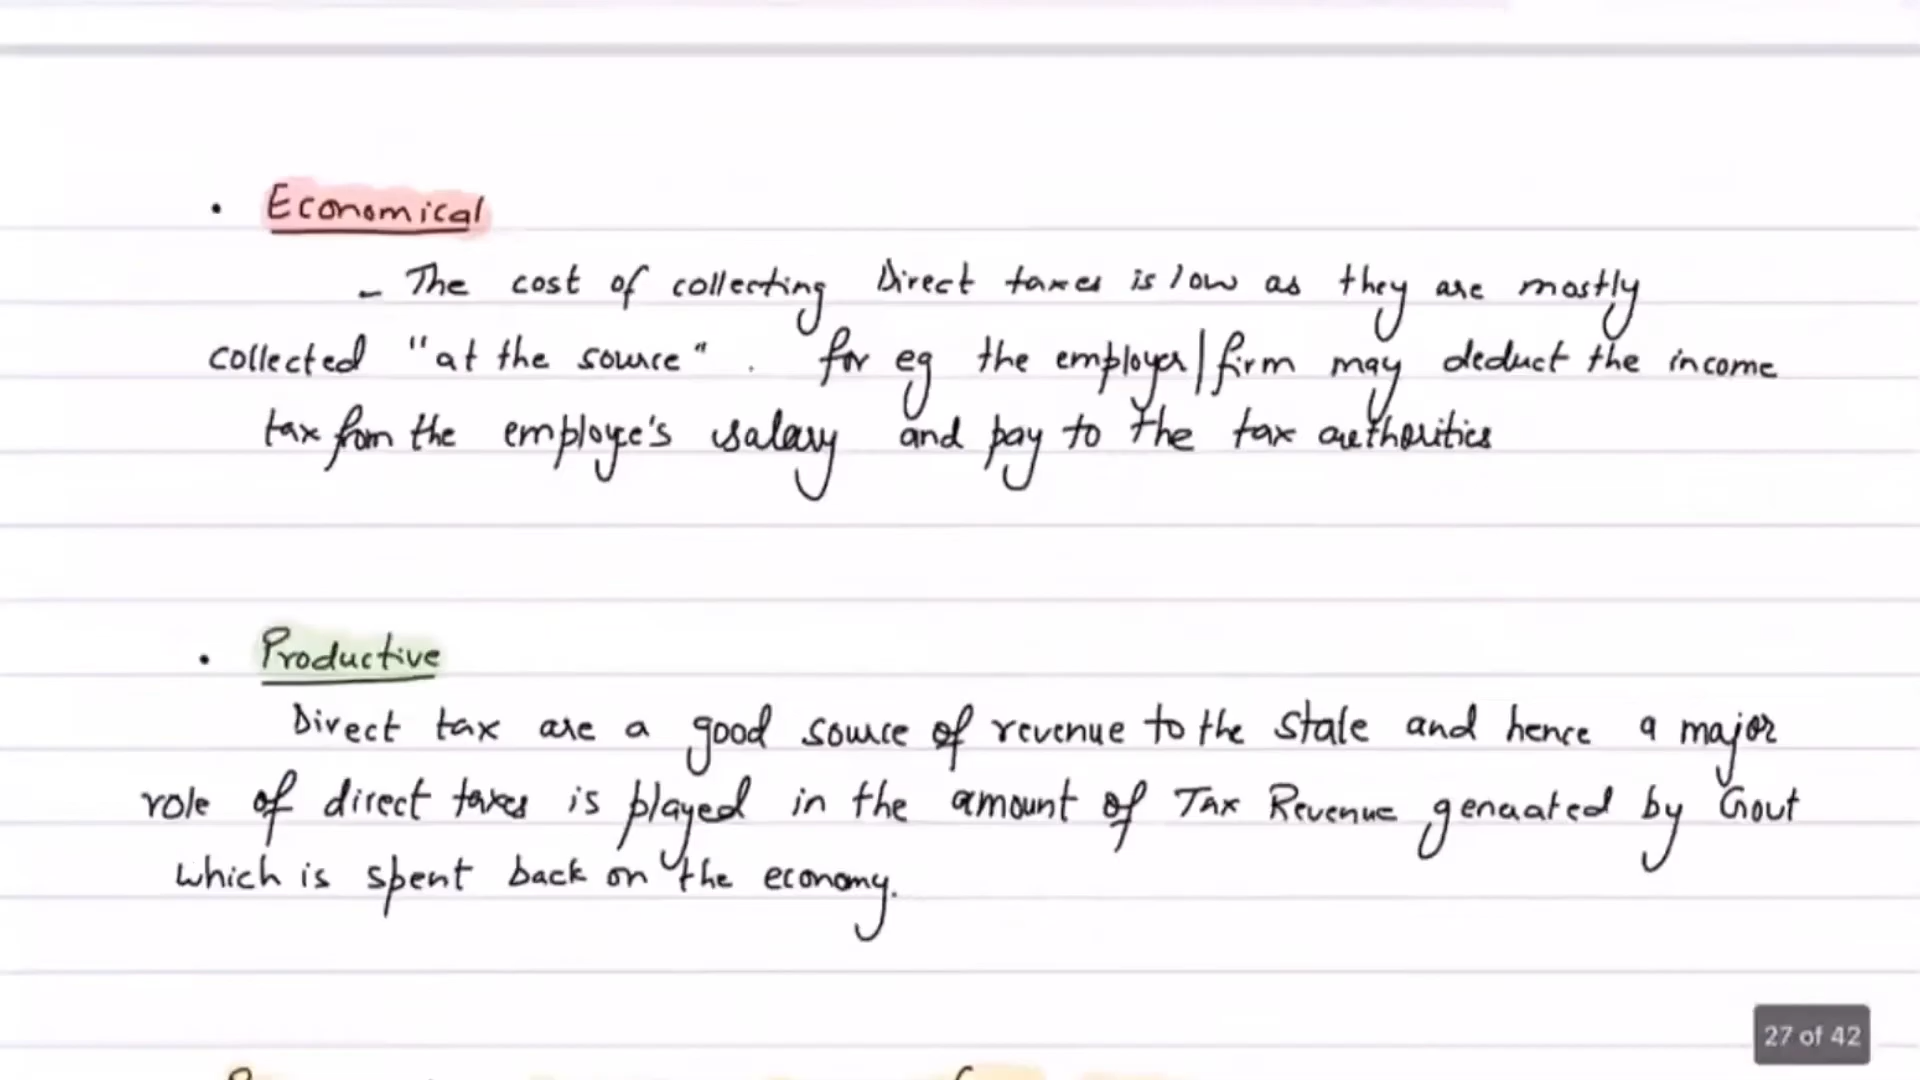 • Economical
- The cost of collecting Direct taxes is low as they are mostly
collected "at the source". for eg the employer/firm may deduct the income
tax from the employe's salary and pay to the tax authorities
• Productive
Direct tax are a good source of revenue to the state and hence a major
role of direct taxes is played in the amount of Tax Revenue generated by Govt
which is spent back on the economy.
27 of 42